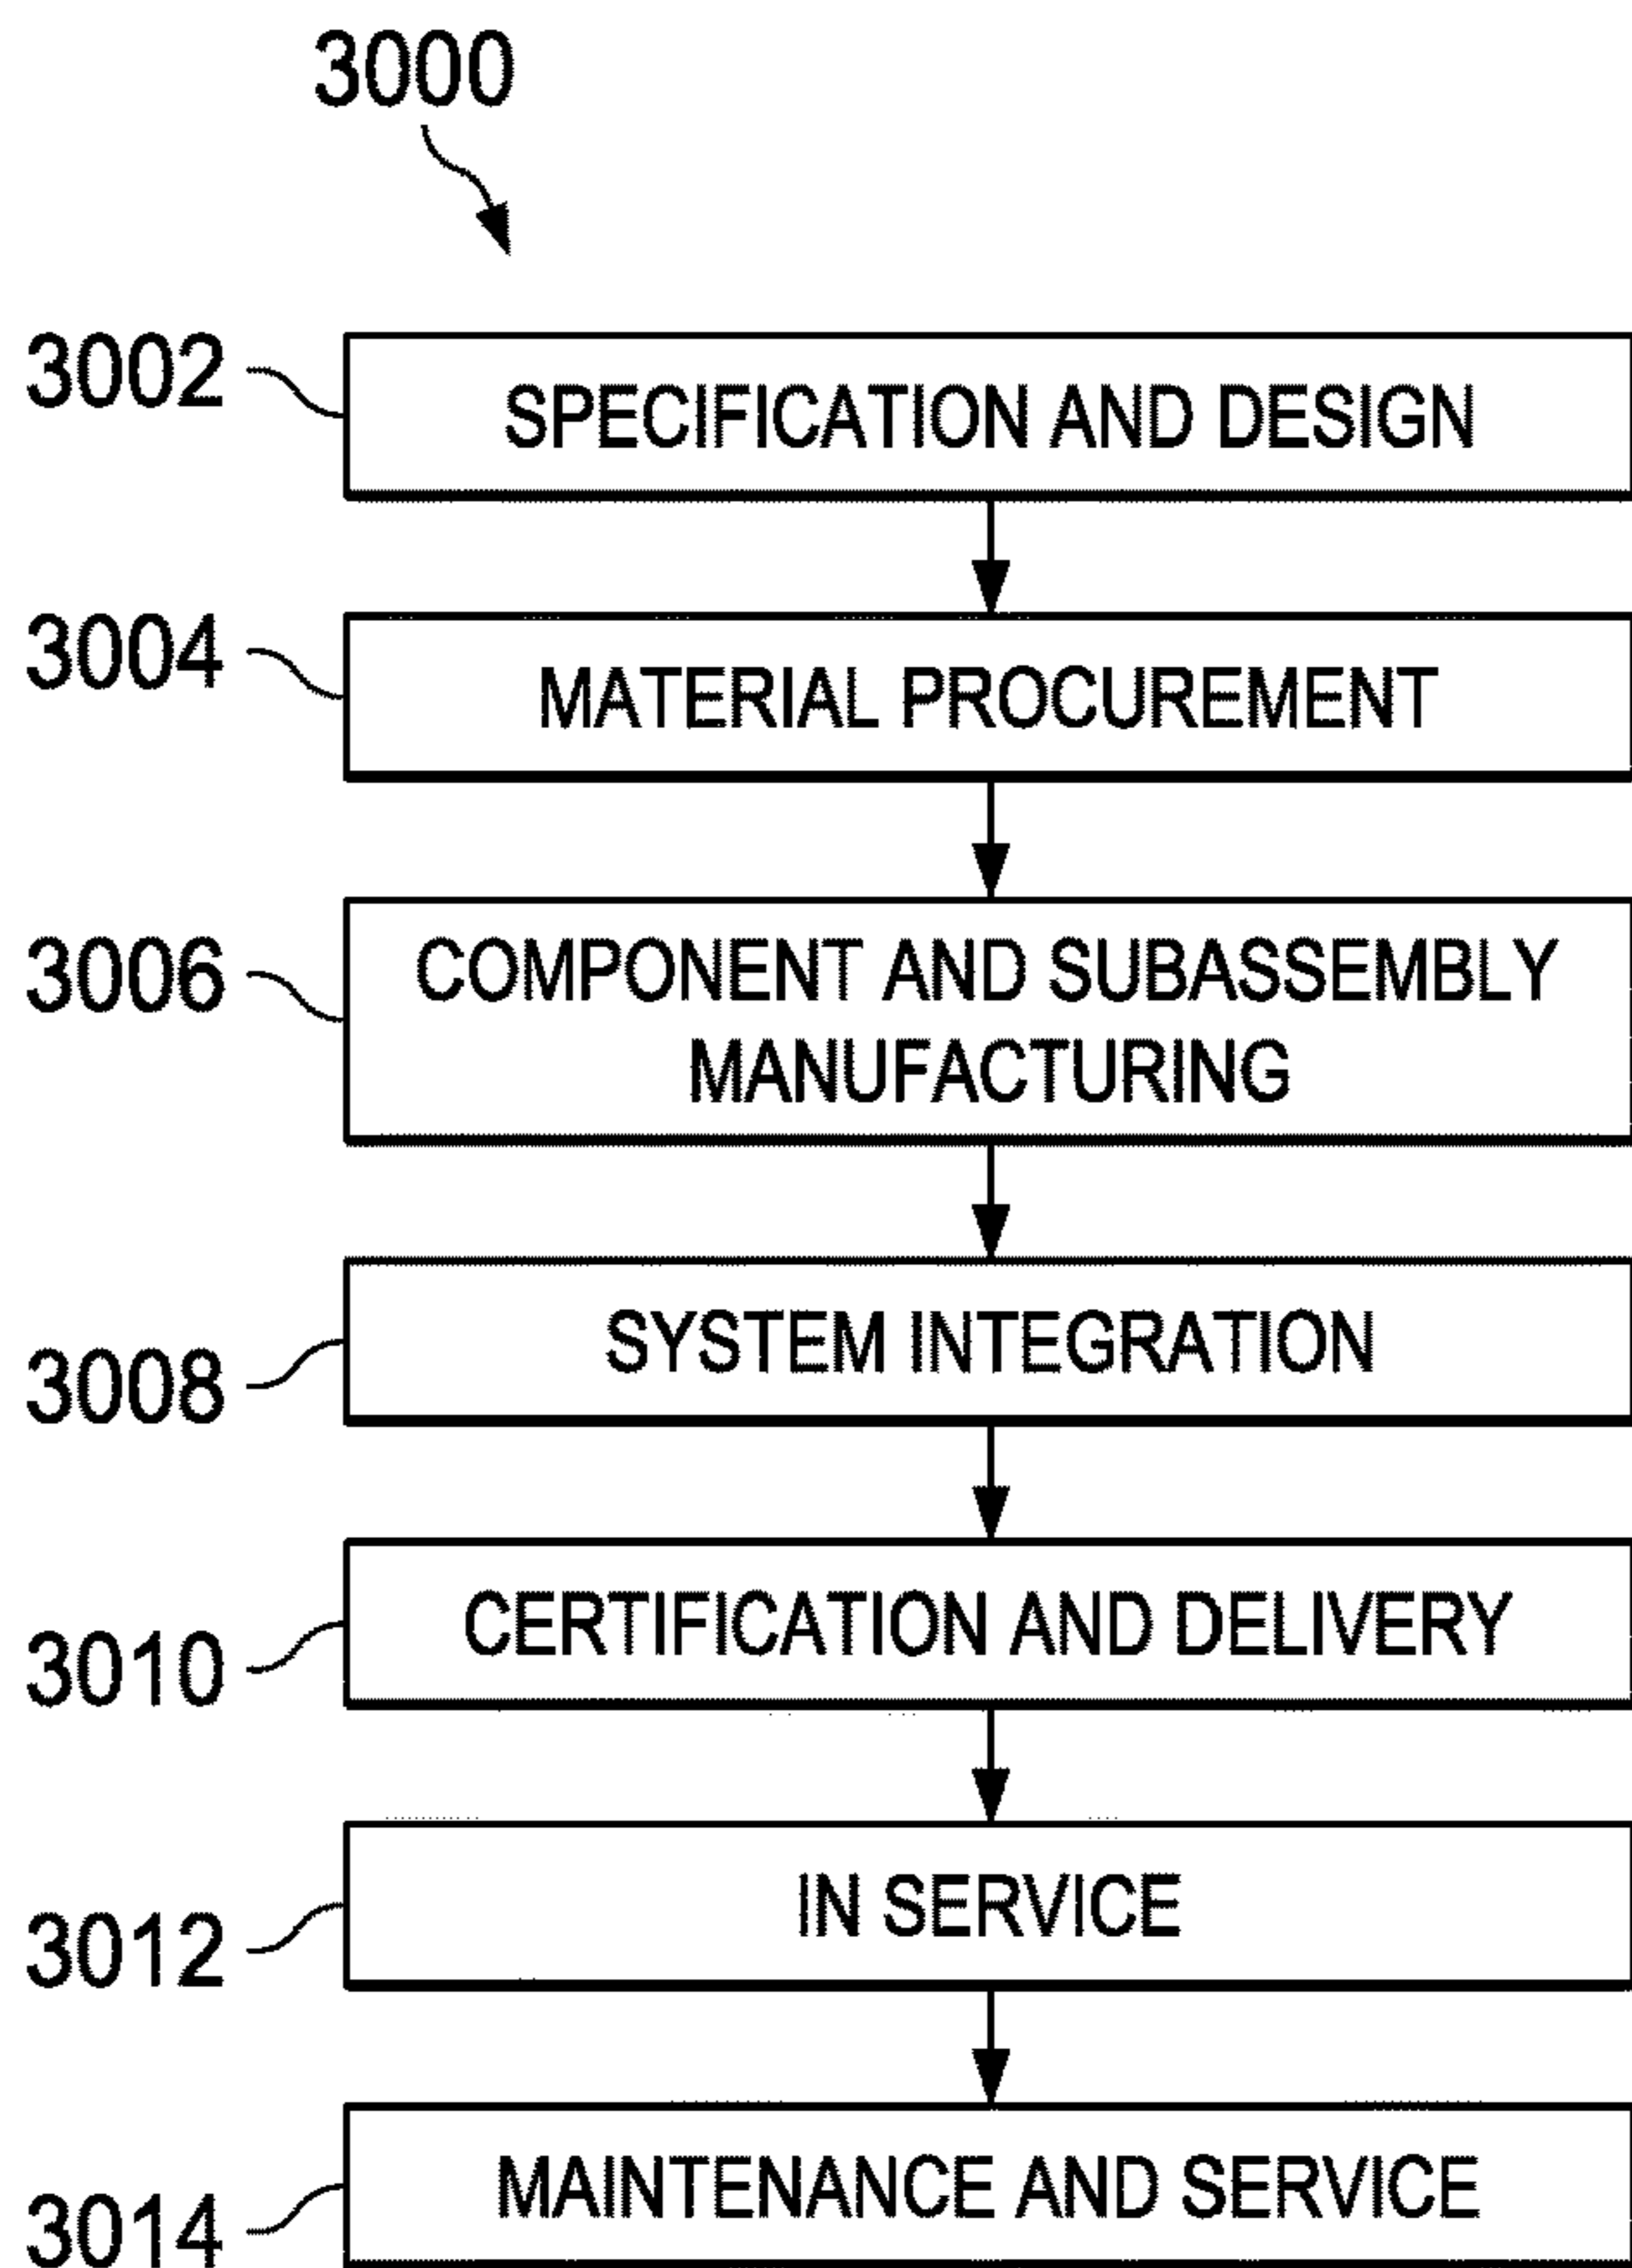 3000
3002
SPECIFICATION AND DESIGN
3004
MATERIAL PROCUREMENT
3006
COMPONENT AND SUBASSEMBLY
MANUFACTURING
3008
SYSTEM INTEGRATION
3010
CERTIFICATION AND DELIVERY
3012
IN SERVICE
3014
MAINTENANCE AND SERVICE